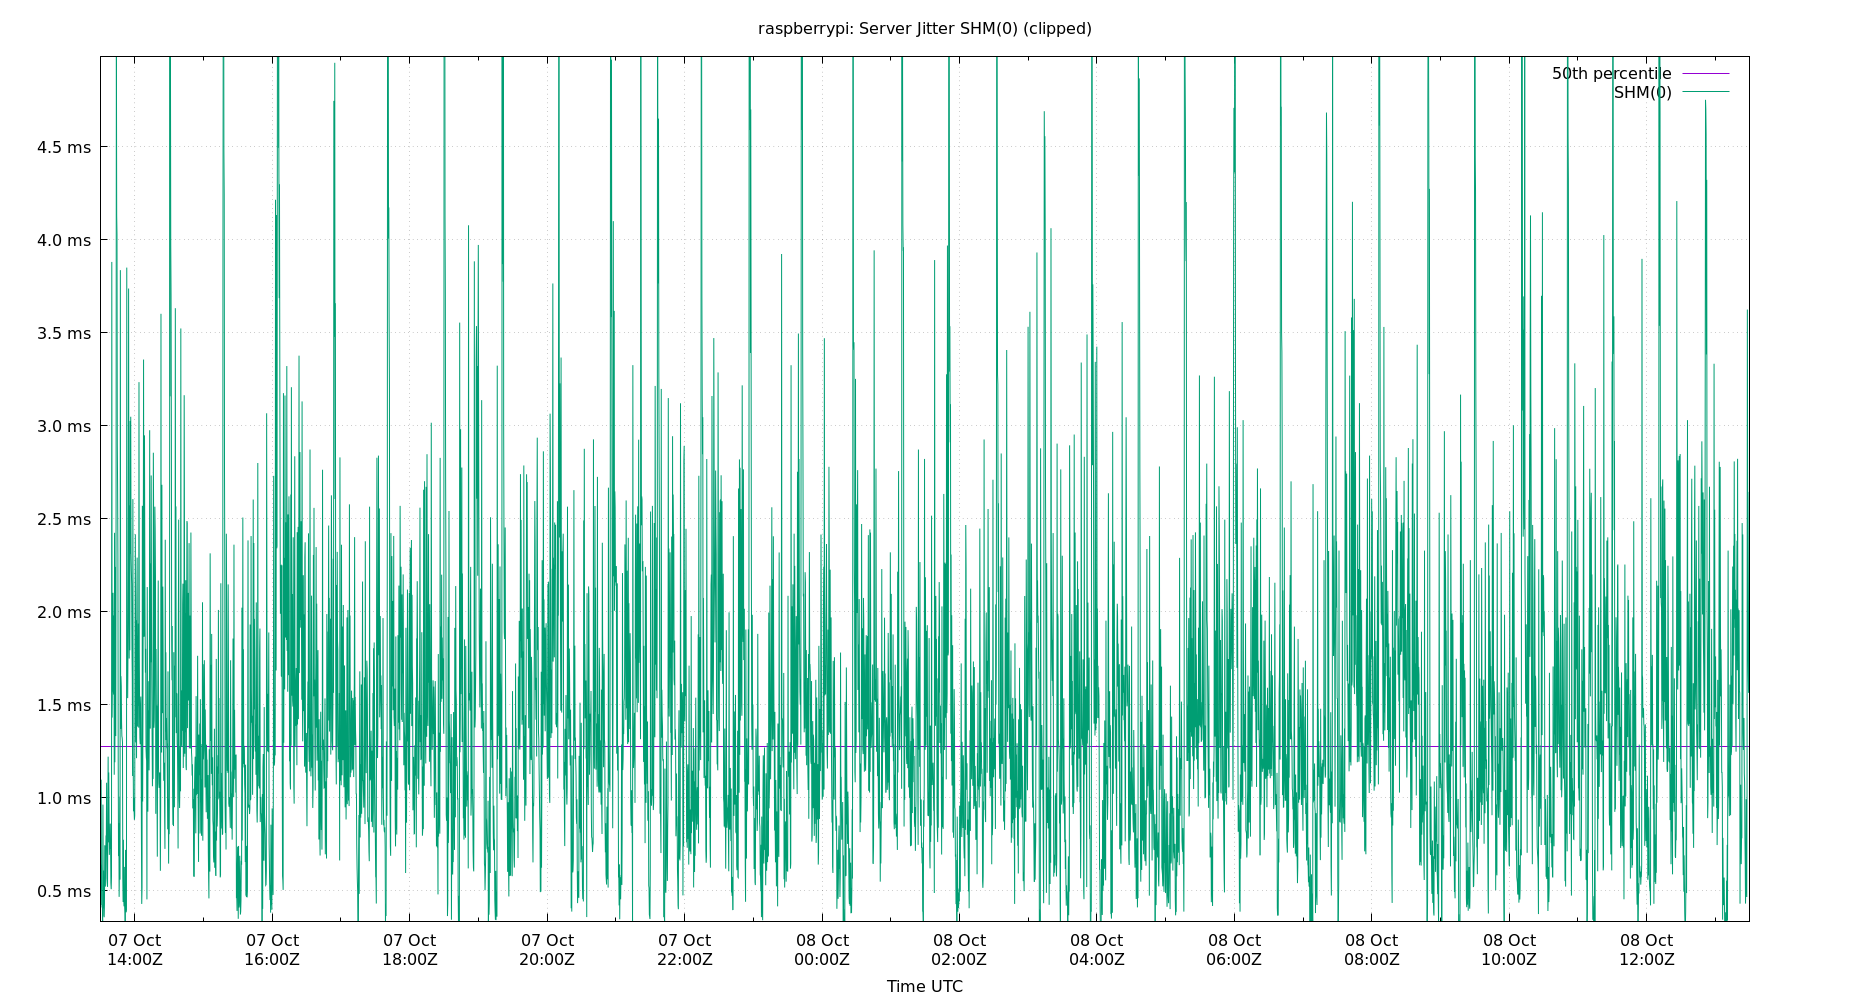 raspberrypi: Server Jitter SHM(0) (clipped)
50th percentile
SHM(0)
4.5 ms
4.0 ms
3.5 ms
3.0 ms
2.5 ms
2.0 ms
1.5 ms
1.0 ms
0.5 ms
07 Oct 07 Oct 07 Oct 07 Oct 07 Oct 08 Oct 08 Oct 08 Oct 08 Oct 08 Oct 08 Oct 08 Oct
14:00Z 16:00Z 18:00Z 20:00Z 22:00Z 00:00Z 02:00Z 04:00Z 06:00Z 08:00Z 10:00Z 12:00Z
Time UTC